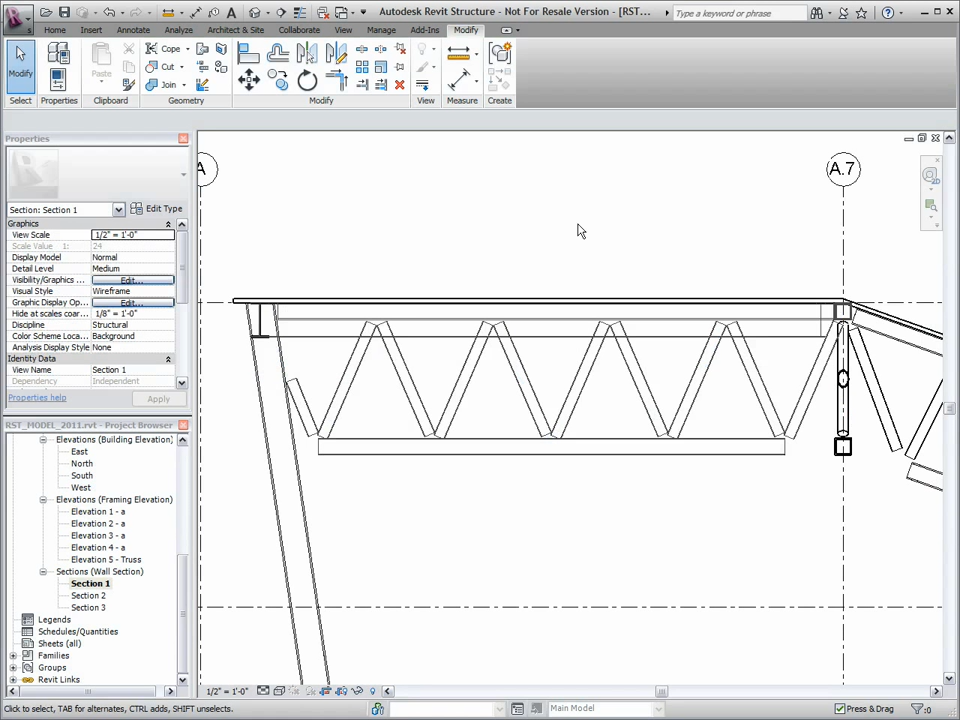 Autodesk Revit Structure - Not For Resale Version - [RST...
Type a keyword or phrase
Home Insert Annotate Analyze Architect & Site Collaborate View Manage Add-Ins Modify
Modify
Paste
Cope
Cut
Join
Select Properties Clipboard Geometry Modify View Measure Create
Properties
Section: Section 1
Edit Type
Graphics
View Scale 1/2" = 1'-0"
Scale Value 1: 24
Display Model Normal
Detail Level Medium
Visibility/Graphics ... Edit...
Visual Style Wireframe
Graphic Display Op... Edit...
Hide at scales coar... 1/8" = 1'-0"
Discipline Structural
Color Scheme Loca... Background
Analysis Display Style None
Identity Data
View Name Section 1
Dependency Independent
Properties help
Apply
RST_MODEL_2011.rvt - Project Browser
Elevations (Building Elevation)
East
North
South
West
Elevations (Framing Elevation)
Elevation 1 - a
Elevation 2 - a
Elevation 3 - a
Elevation 4 - a
Elevation 5 - Truss
Sections (Wall Section)
Section 1
Section 2
Section 3
Legends
Schedules/Quantities
Sheets (all)
Families
Groups
Revit Links
A
A.7
1/2" = 1'-0"
Click to select, TAB for alternates, CTRL adds, SHIFT unselects.
Main Model
Press & Drag
:0